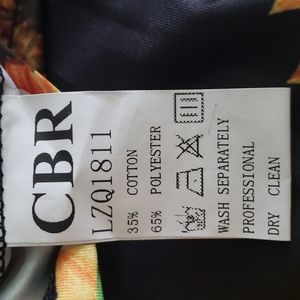 CBR
LZQ1811
35% COTTON
65% POLYESTER
WASH SEPARATELY
PROFESSIONAL
DRY CLEAN